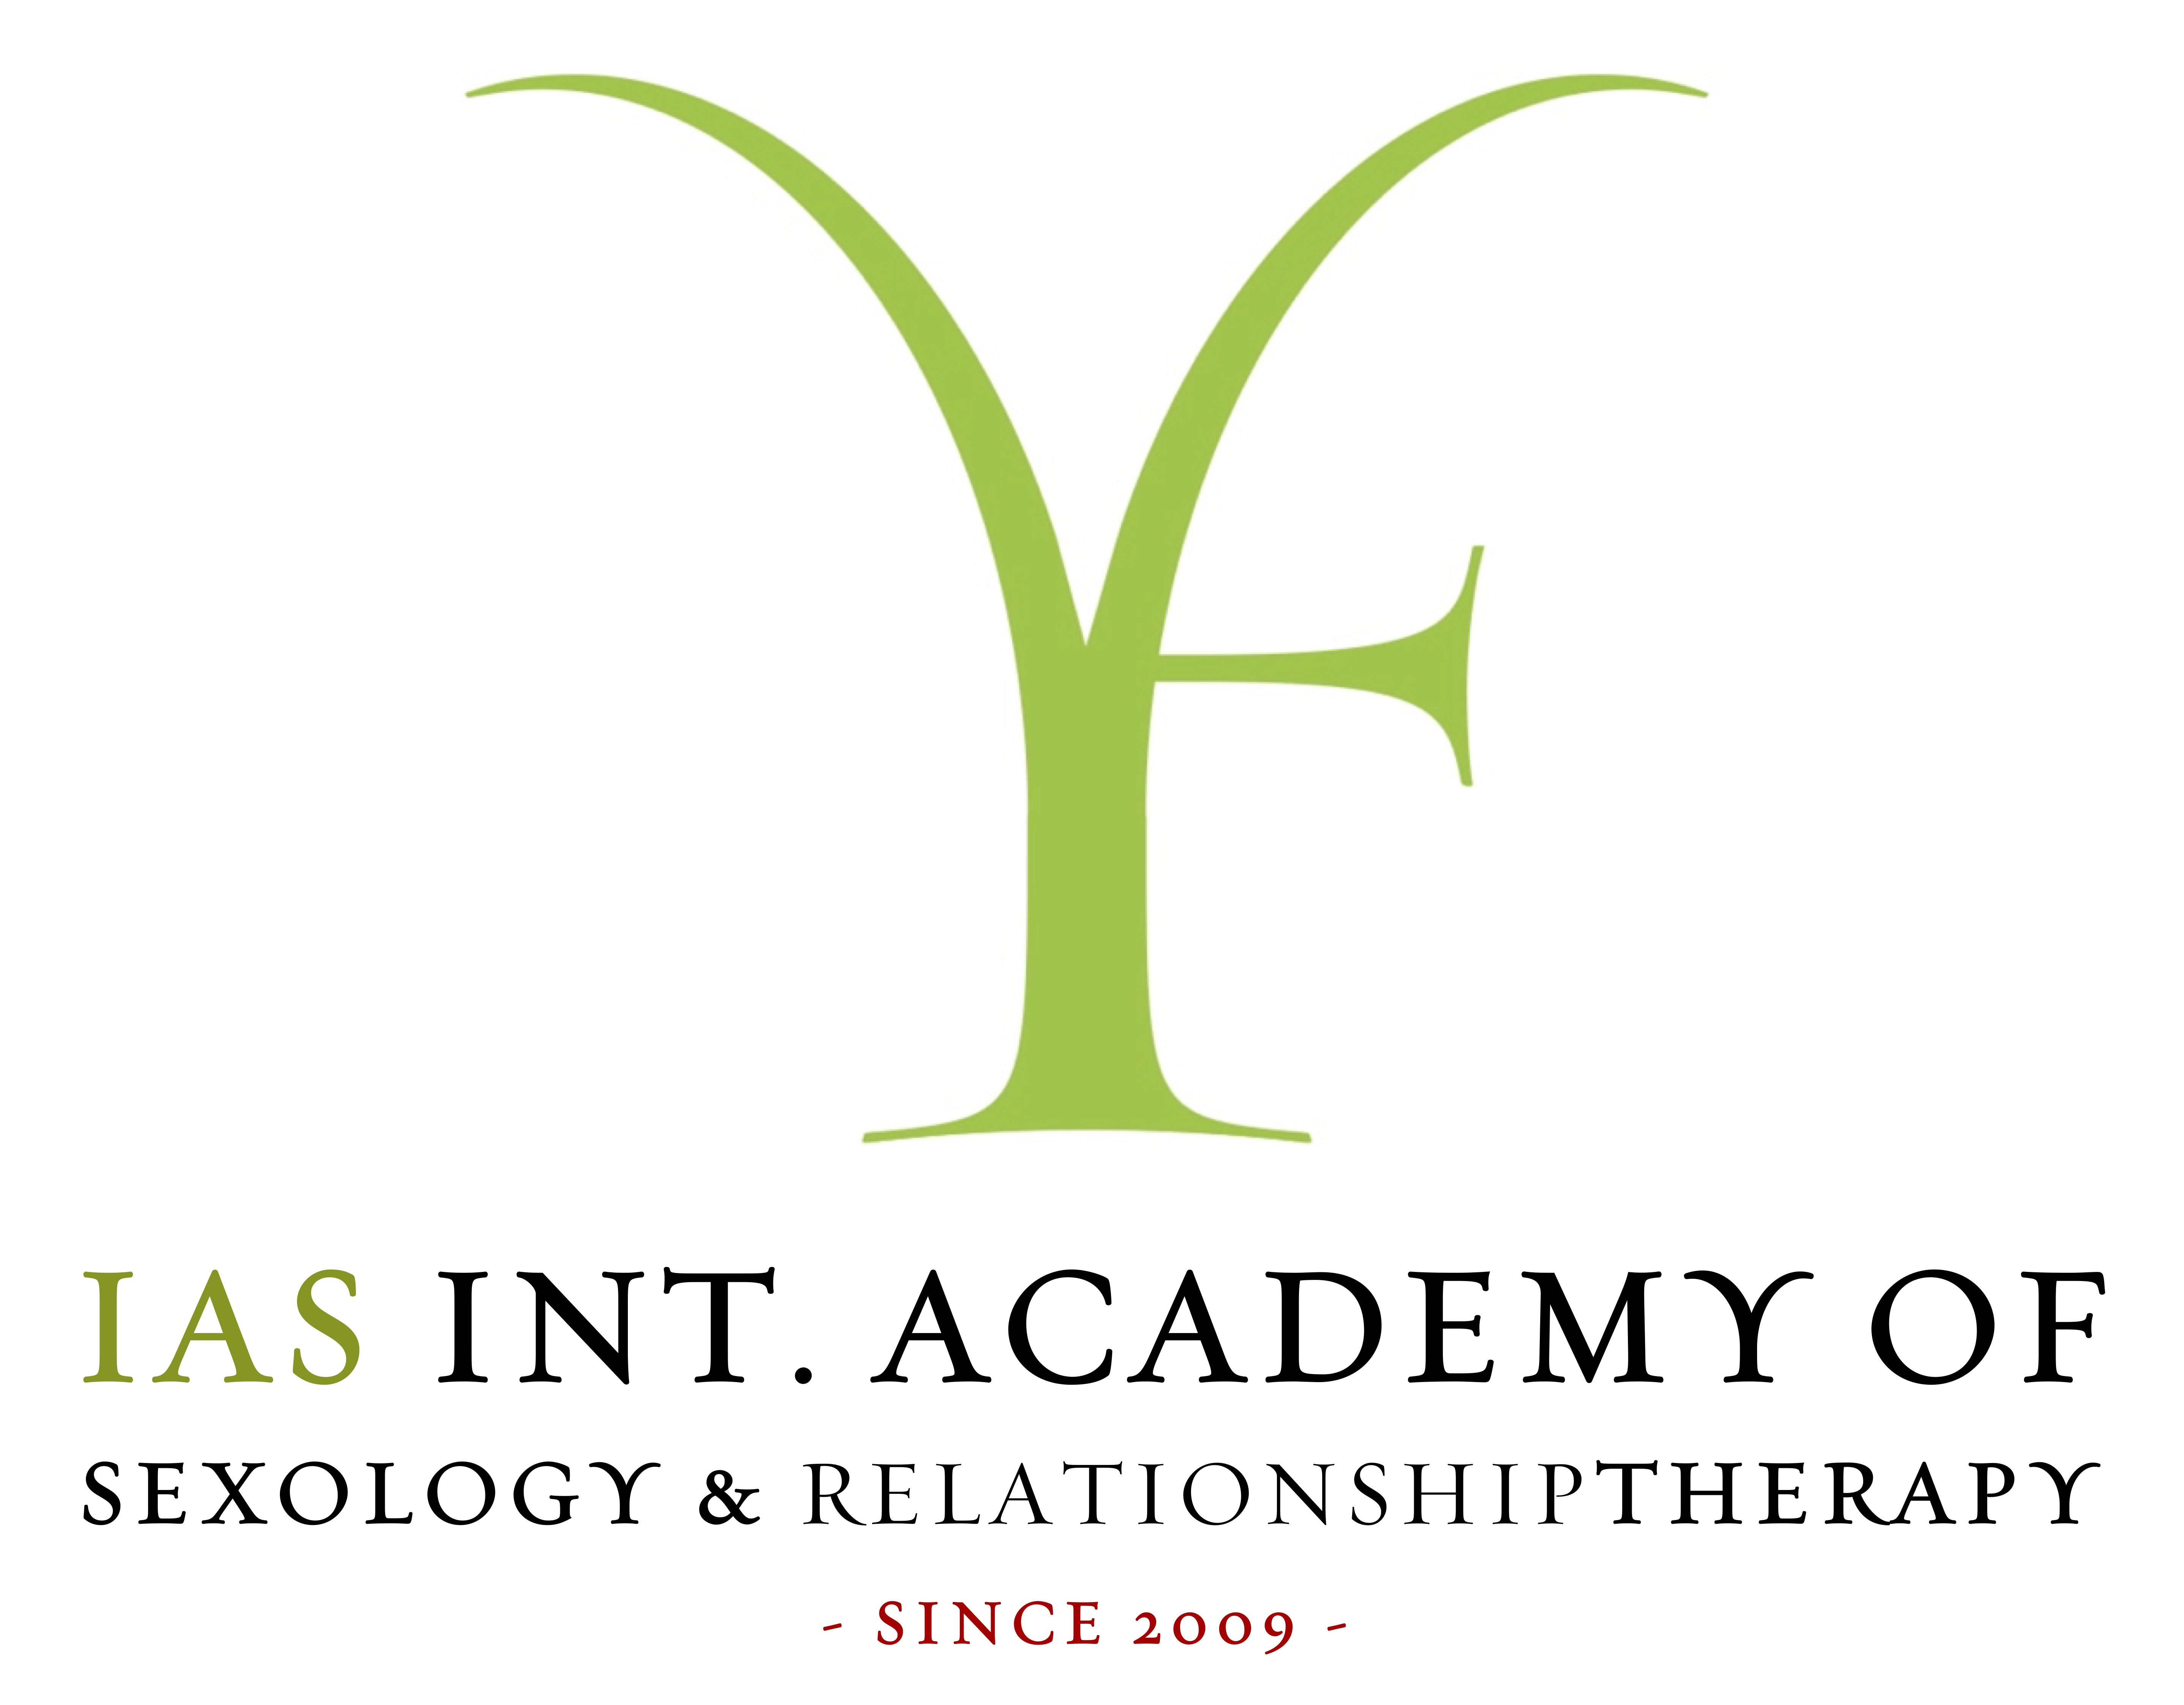 IAS INT. ACADEMY OF
SEXOLOGY & RELATIONSHIPTHERAPY
- SINCE 2009 -